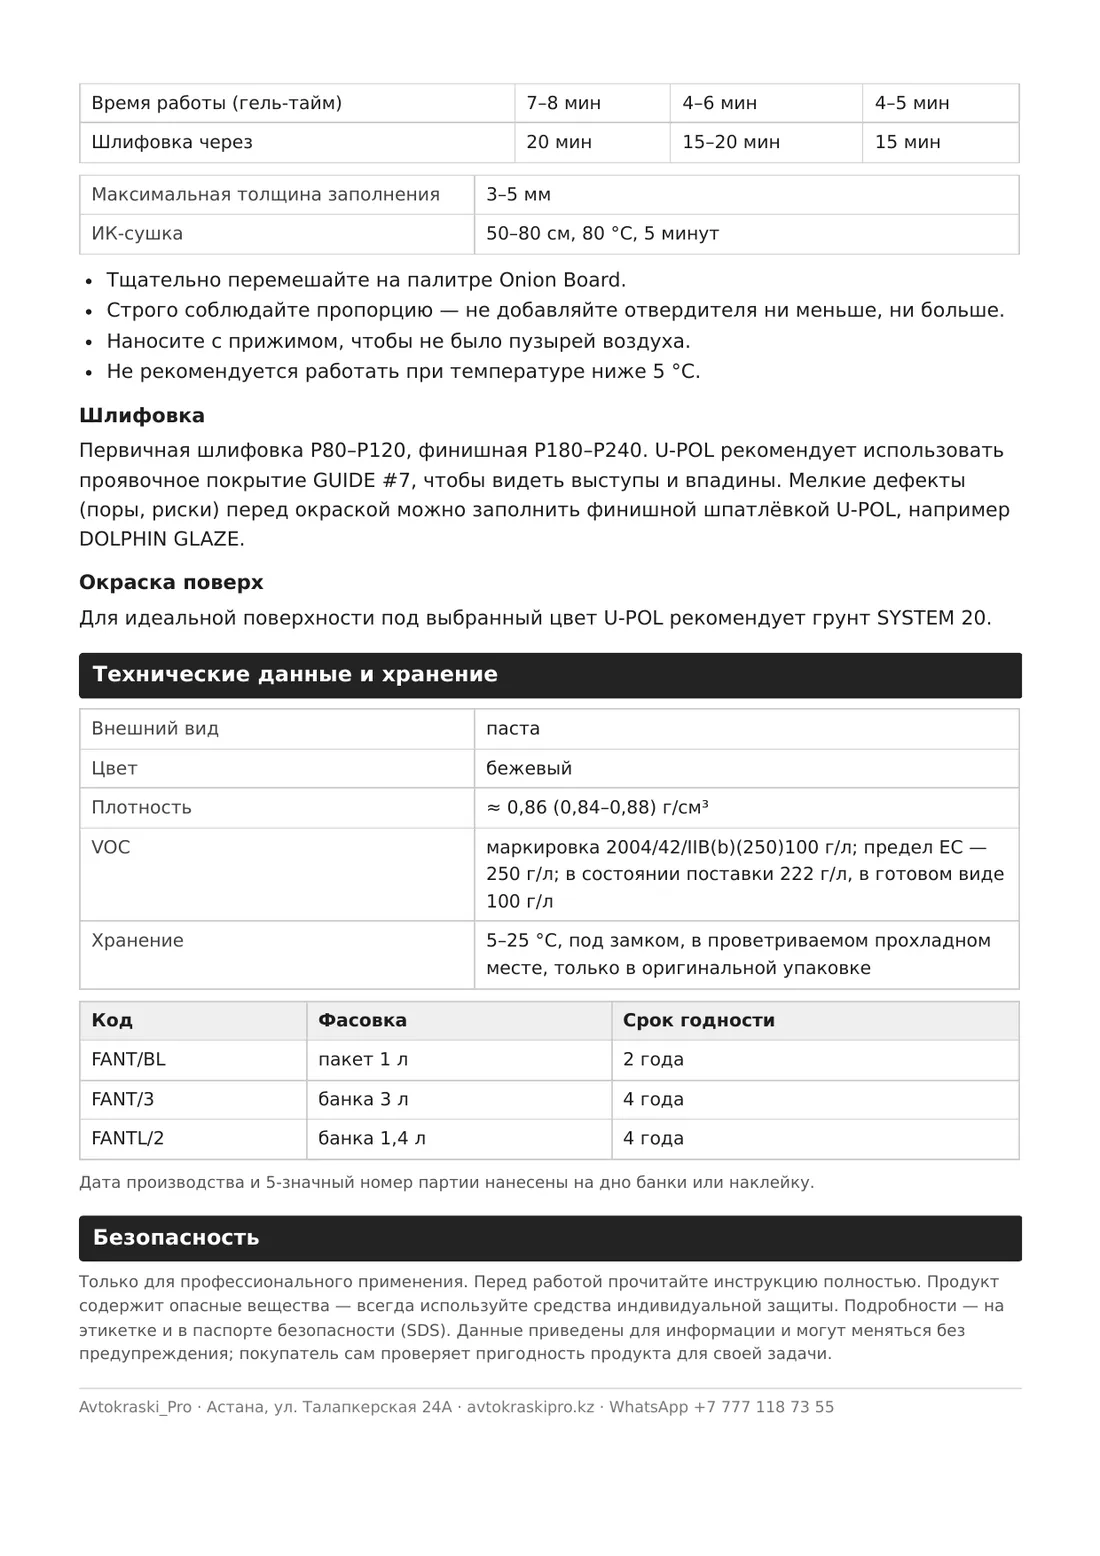 Время работы (гель-тайм) 7–8 мин 4–6 мин 4–5 мин
Шлифовка через 20 мин 15–20 мин 15 мин
Максимальная толщина заполнения 3–5 мм
ИК-сушка 50–80 см, 80 °C, 5 минут
• Тщательно перемешайте на палитре Onion Board.
• Строго соблюдайте пропорцию — не добавляйте отвердителя ни меньше, ни больше.
• Наносите с прижимом, чтобы не было пузырей воздуха.
• Не рекомендуется работать при температуре ниже 5 °C.
Шлифовка
Первичная шлифовка P80–P120, финишная P180–P240. U-POL рекомендует использовать
проявочное покрытие GUIDE #7, чтобы видеть выступы и впадины. Мелкие дефекты
(поры, риски) перед окраской можно заполнить финишной шпатлёвкой U-POL, например
DOLPHIN GLAZE.
Окраска поверх
Для идеальной поверхности под выбранный цвет U-POL рекомендует грунт SYSTEM 20.
Технические данные и хранение
Внешний вид паста
Цвет бежевый
Плотность ≈ 0,86 (0,84–0,88) г/см³
VOC маркировка 2004/42/IIB(b)(250)100 г/л; предел ЕС —
250 г/л; в состоянии поставки 222 г/л, в готовом виде
100 г/л
Хранение 5–25 °C, под замком, в проветриваемом прохладном
месте, только в оригинальной упаковке
Код Фасовка Срок годности
FANT/BL пакет 1 л 2 года
FANT/3 банка 3 л 4 года
FANTL/2 банка 1,4 л 4 года
Дата производства и 5-значный номер партии нанесены на дно банки или наклейку.
Безопасность
Только для профессионального применения. Перед работой прочитайте инструкцию полностью. Продукт
содержит опасные вещества — всегда используйте средства индивидуальной защиты. Подробности — на
этикетке и в паспорте безопасности (SDS). Данные приведены для информации и могут меняться без
предупреждения; покупатель сам проверяет пригодность продукта для своей задачи.
Avtokraski_Pro · Астана, ул. Талапкерская 24А · avtokraskipro.kz · WhatsApp +7 777 118 73 55